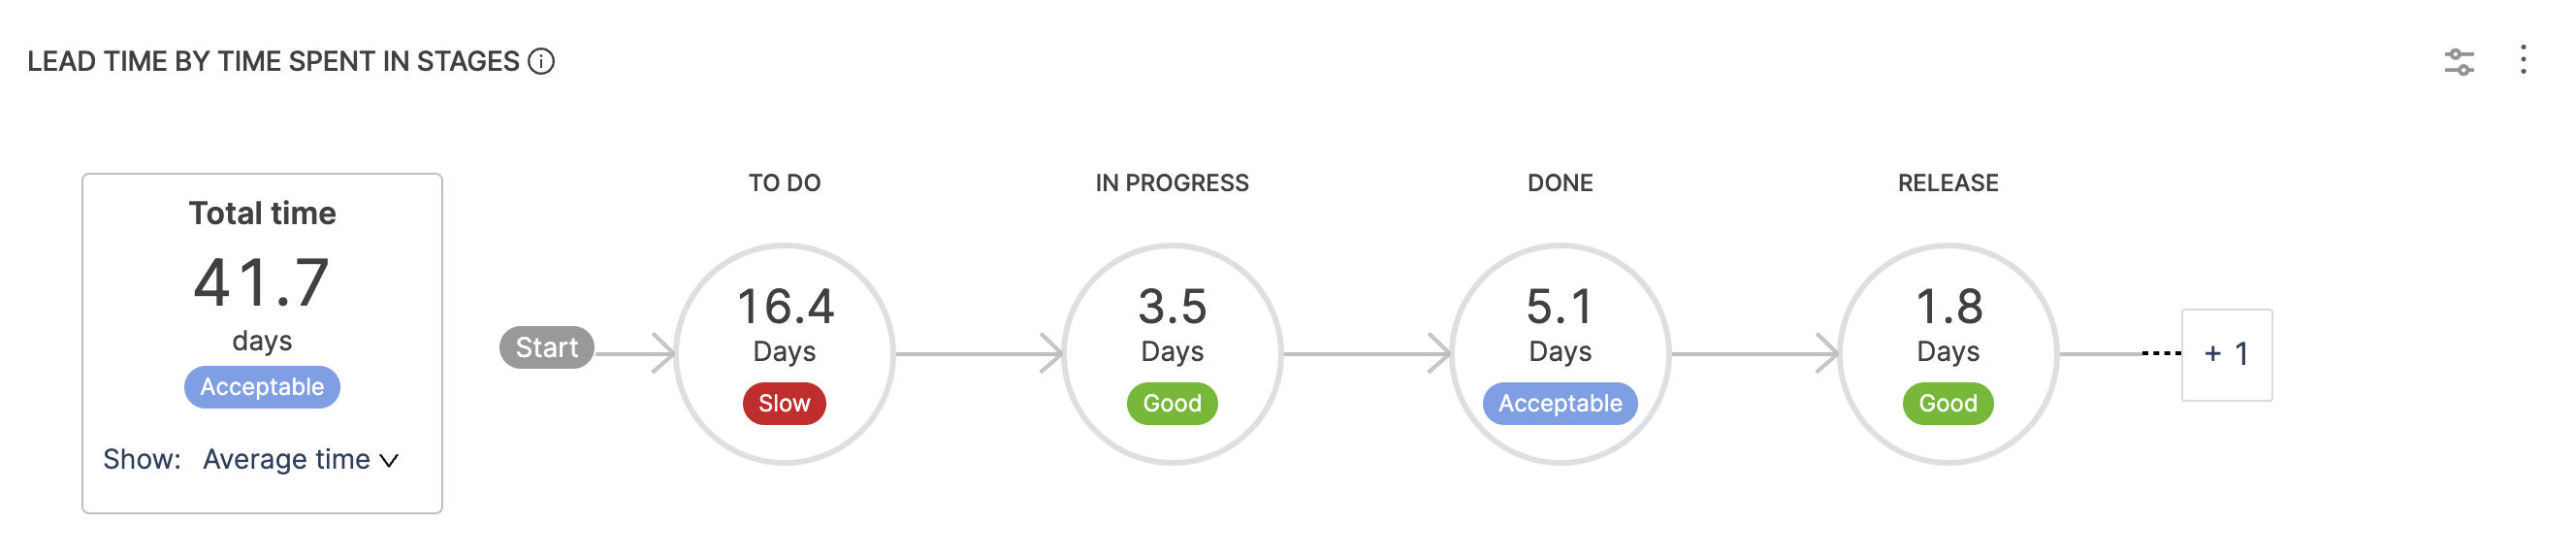 LEAD TIME BY TIME SPENT IN STAGES
Total time
41.7
days
Acceptable
Show: Average time
Start
TO DO
16.4
Days
Slow
IN PROGRESS
3.5
Days
Good
DONE
5.1
Days
Acceptable
RELEASE
1.8
Days
Good
+ 1